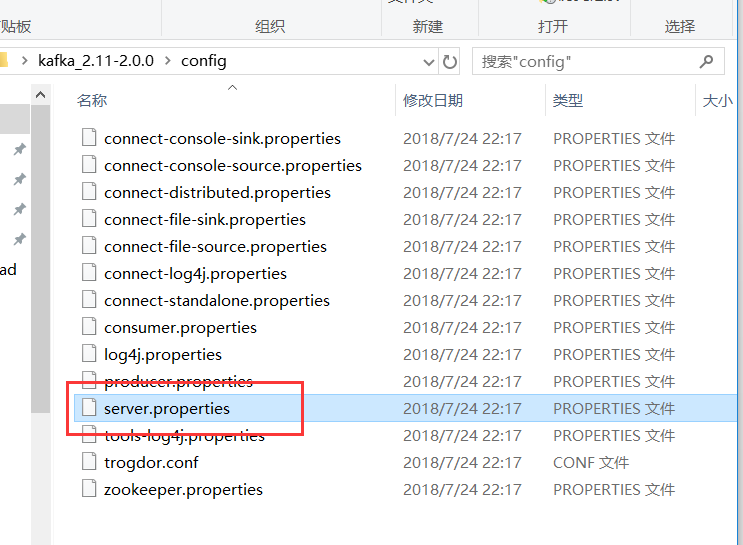 贴板 组织 新建 打开 选择
kafka_2.11-2.0.0 config 搜索"config"
名称 修改日期 类型 大小
connect-console-sink.properties 2018/7/24 22:17 PROPERTIES 文件
connect-console-source.properties 2018/7/24 22:17 PROPERTIES 文件
connect-distributed.properties 2018/7/24 22:17 PROPERTIES 文件
connect-file-sink.properties 2018/7/24 22:17 PROPERTIES 文件
connect-file-source.properties 2018/7/24 22:17 PROPERTIES 文件
ad connect-log4j.properties 2018/7/24 22:17 PROPERTIES 文件
connect-standalone.properties 2018/7/24 22:17 PROPERTIES 文件
consumer.properties 2018/7/24 22:17 PROPERTIES 文件
log4j.properties 2018/7/24 22:17 PROPERTIES 文件
producer.properties 2018/7/24 22:17 PROPERTIES 文件
server.properties 2018/7/24 22:17 PROPERTIES 文件
tools-log4j.properties 2018/7/24 22:17 PROPERTIES 文件
trogdor.conf 2018/7/24 22:17 CONF 文件
zookeeper.properties 2018/7/24 22:17 PROPERTIES 文件